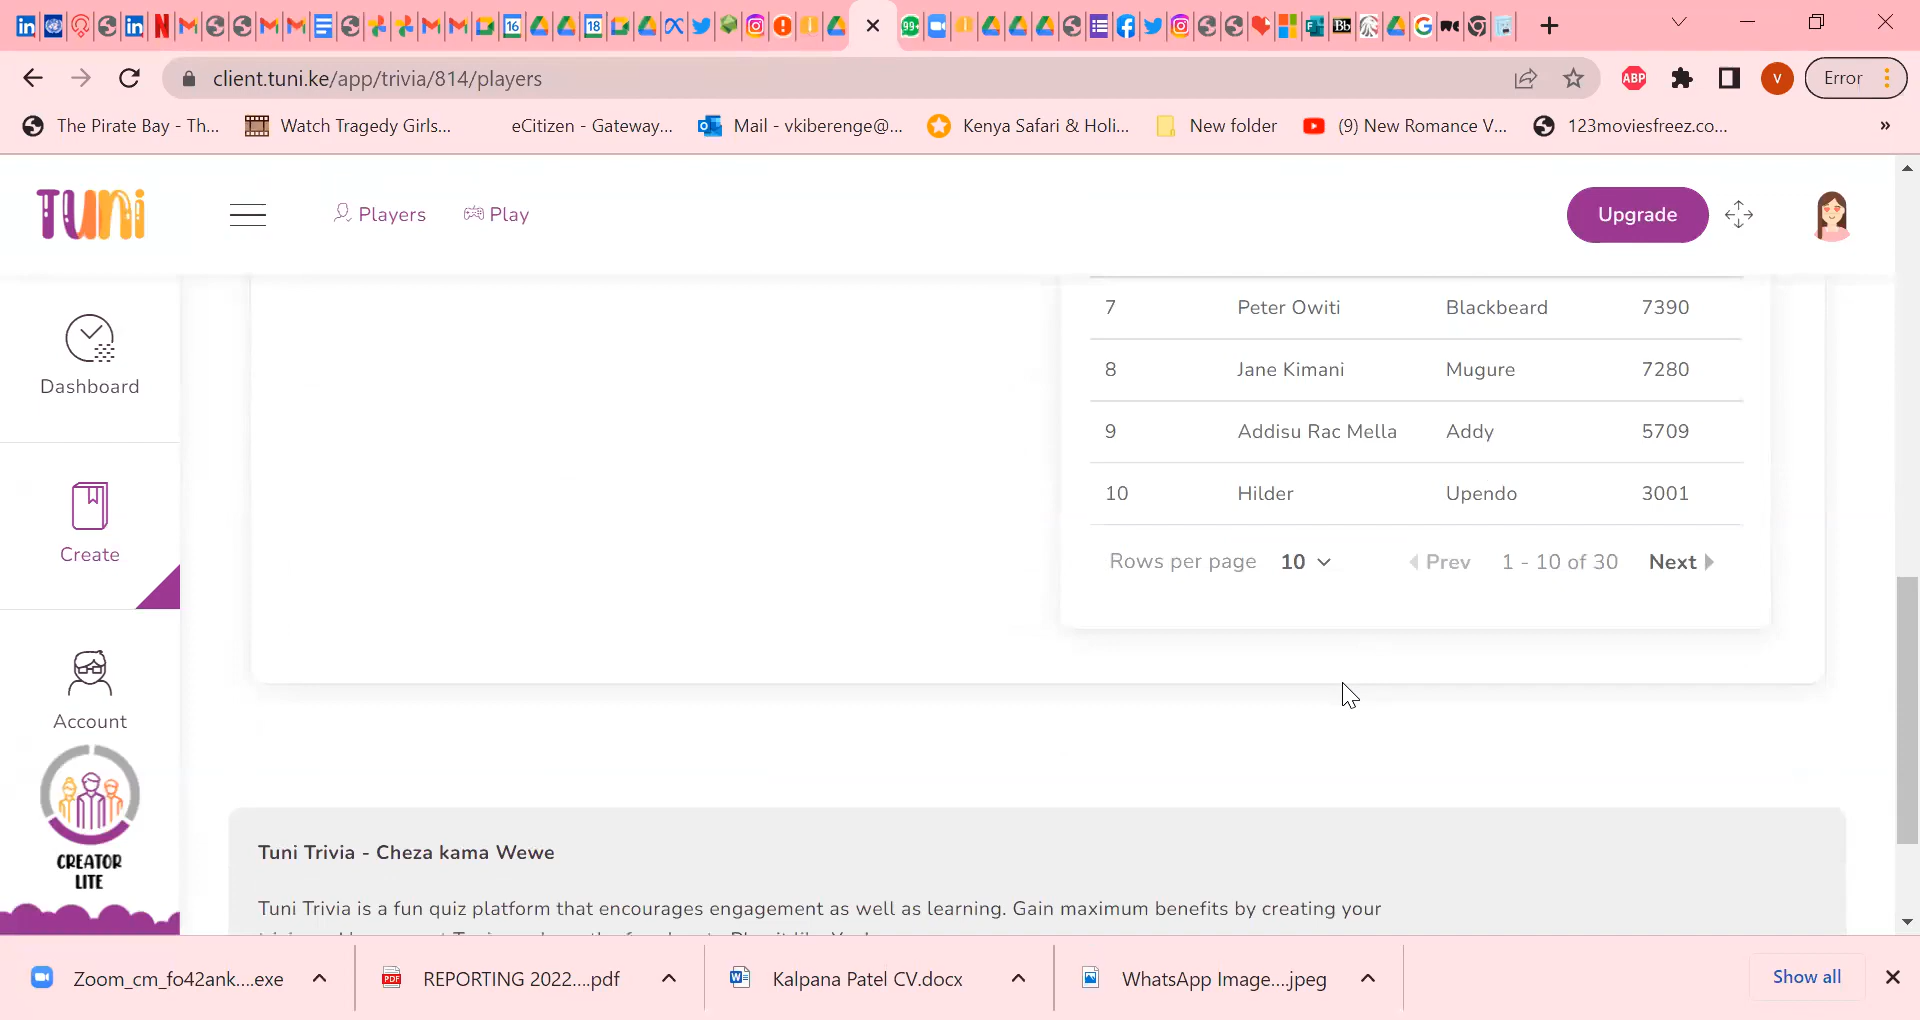 99+
Bb
client.tuni.ke/app/trivia/814/players
ABP
V
Error
The Pirate Bay - Th...
Watch Tragedy Girls...
eCitizen - Gateway...
Mail - vkiberenge@...
Kenya Safari & Holi...
New folder
(9) New Romance V...
123moviesfreez.co...
»
TUNI
Players
Play
Upgrade
Dashboard
Create
Account
CREATOR
LITE
7 Peter Owiti Blackbeard 7390
8 Jane Kimani Mugure 7280
9 Addisu Rac Mella Addy 5709
10 Hilder Upendo 3001
Rows per page 10 Prev 1 - 10 of 30 Next
Tuni Trivia - Cheza kama Wewe
Tuni Trivia is a fun quiz platform that encourages engagement as well as learning. Gain maximum benefits by creating your
Zoom_cm_fo42ank....exe
REPORTING 2022....pdf
Kalpana Patel CV.docx
WhatsApp Image....jpeg
Show all